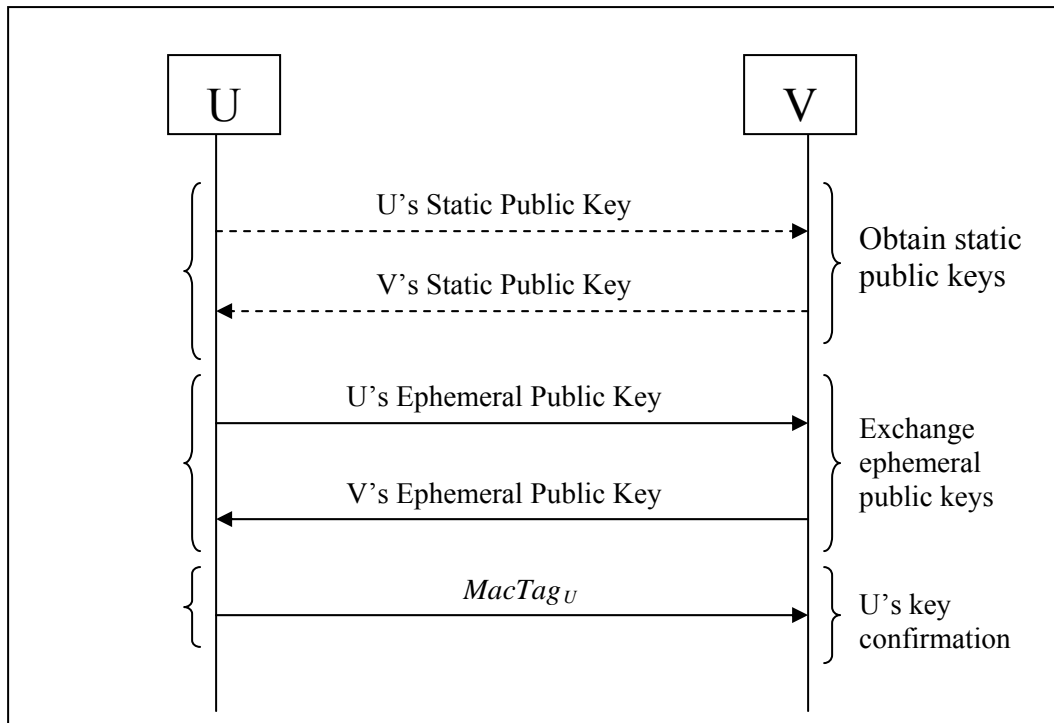 U
V
U’s Static Public Key
V’s Static Public Key
Obtain static
public keys
U’s Ephemeral Public Key
V’s Ephemeral Public Key
Exchange
ephemeral
public keys
MacTag U
U’s key
confirmation